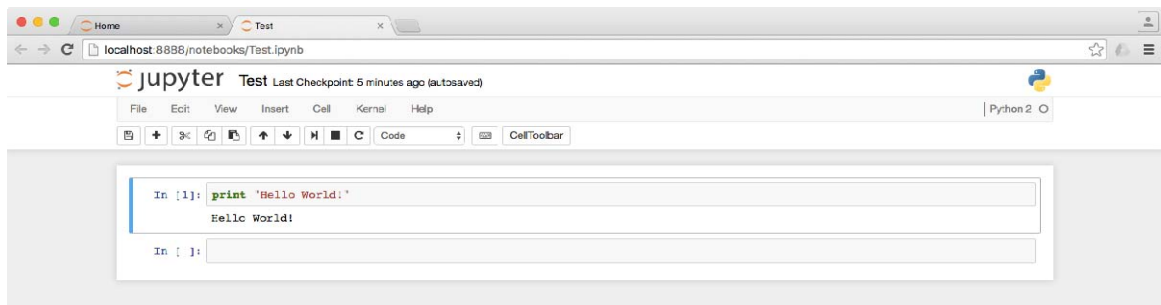 Home Test
localhost:8888/notebooks/Test.ipynb
jupyter Test Last Checkpoint: 5 minutes ago (autosaved)
File Edit View Insert Cell Kernel Help Python 2
Code CellToolbar
In [1]: print 'Hello World!'
Hello World!
In [ ]: